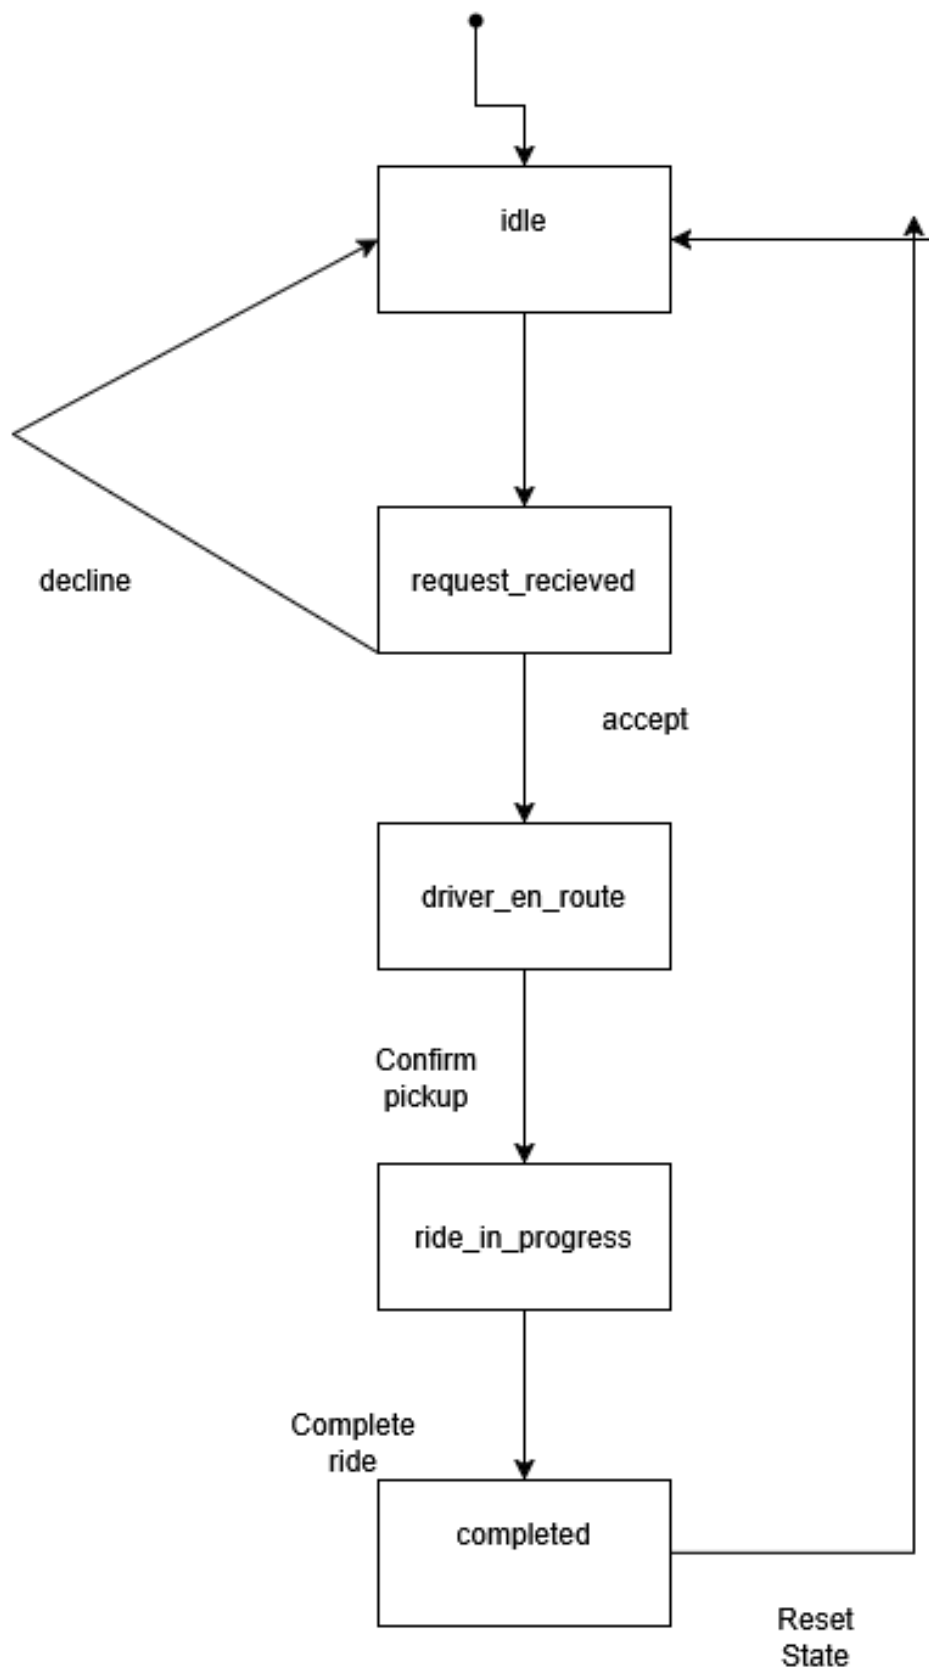 idle
decline
request_recieved
accept
driver_en_route
Confirm
pickup
ride_in_progress
Complete
ride
completed
Reset
State